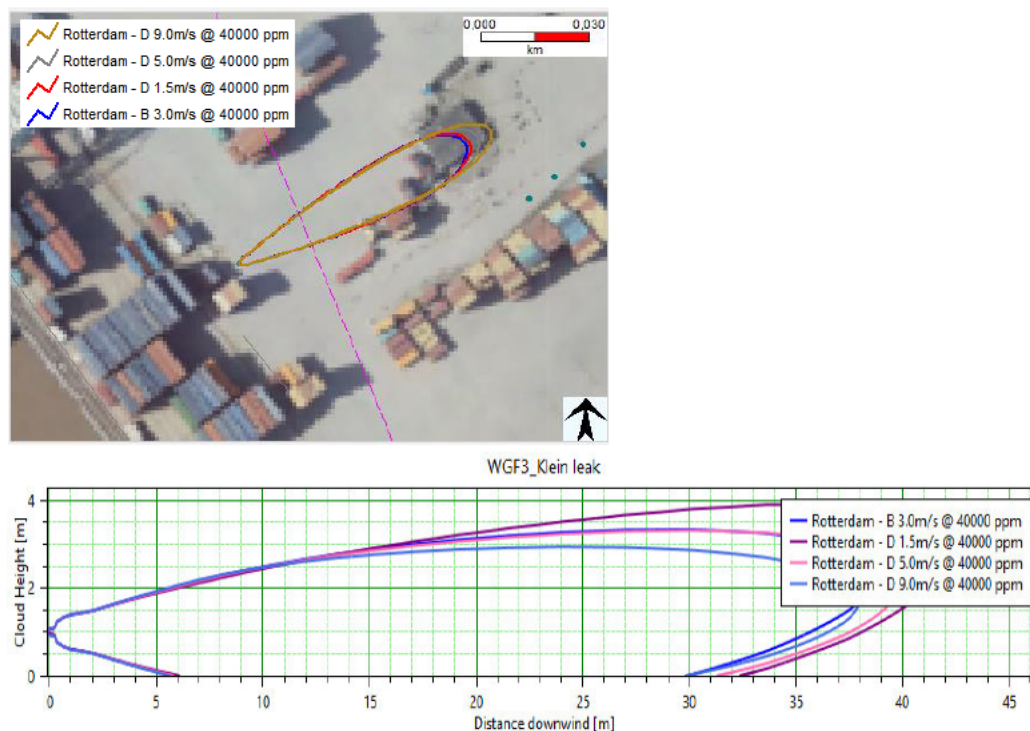 0,000 0,030
km
Rotterdam - D 9.0m/s @ 40000 ppm
Rotterdam - D 5.0m/s @ 40000 ppm
Rotterdam - D 1.5m/s @ 40000 ppm
Rotterdam - B 3.0m/s @ 40000 ppm
WGF3_Klein leak
Cloud Height [m]
4
2
0
Rotterdam - B 3.0m/s @ 40000 ppm
Rotterdam - D 1.5m/s @ 40000 ppm
Rotterdam - D 5.0m/s @ 40000 ppm
Rotterdam - D 9.0m/s @ 40000 ppm
0 5 10 15 20 25 30 35 40 45
Distance downwind [m]